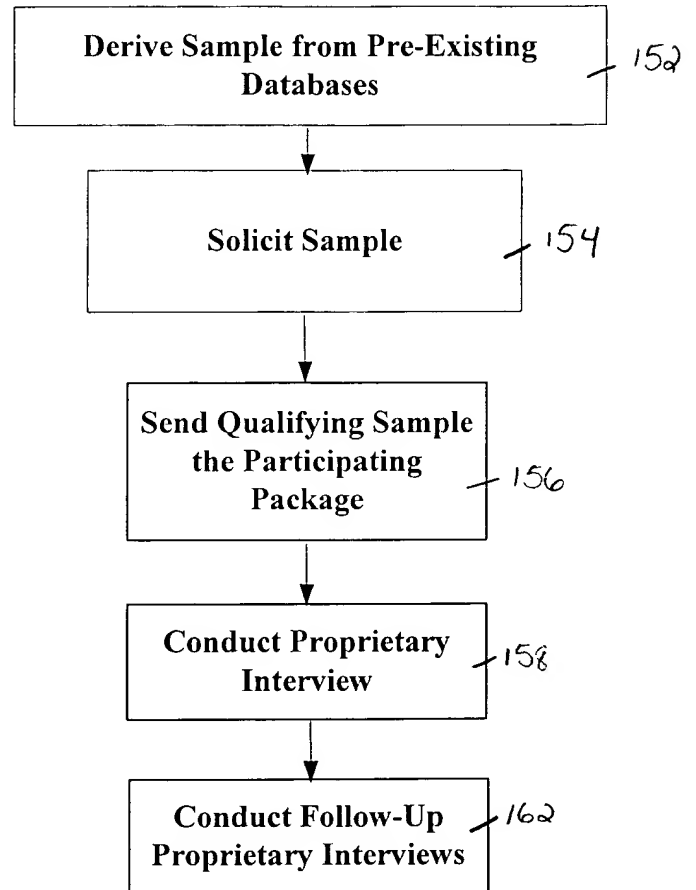 Derive Sample from Pre-Existing
Databases
152
Solicit Sample
154
Send Qualifying Sample
the Participating
Package
156
Conduct Proprietary
Interview
158
Conduct Follow-Up
Proprietary Interviews
162